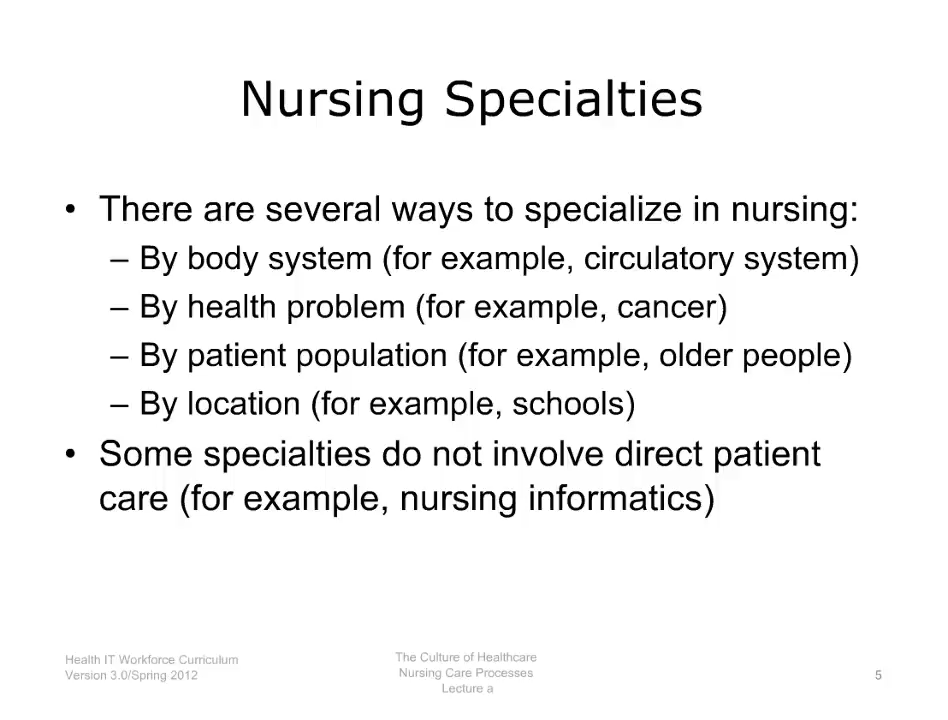 Nursing Specialties
• There are several ways to specialize in nursing:
– By body system (for example, circulatory system)
– By health problem (for example, cancer)
– By patient population (for example, older people)
– By location (for example, schools)
• Some specialties do not involve direct patient
care (for example, nursing informatics)
Health IT Workforce Curriculum
Version 3.0/Spring 2012
The Culture of Healthcare
Nursing Care Processes
Lecture a
5